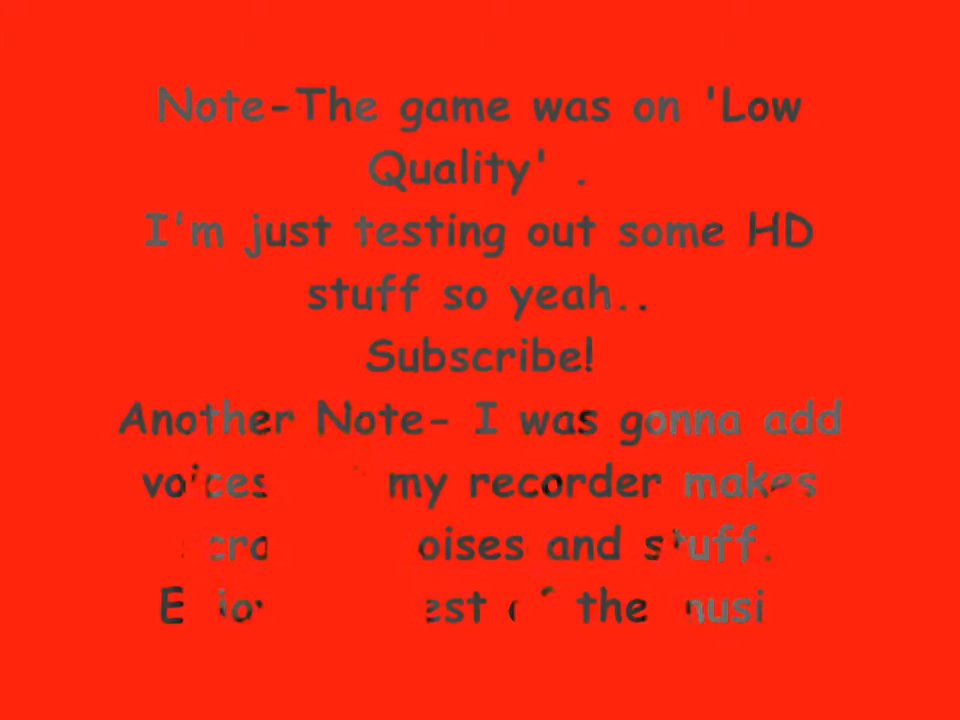 Note-The game was on 'Low
Quality' .
I'm just testing out some HD
stuff so yeah..
Subscribe!
Another Note- I was gonna add
voices my recorder makes
and stuff.
of the